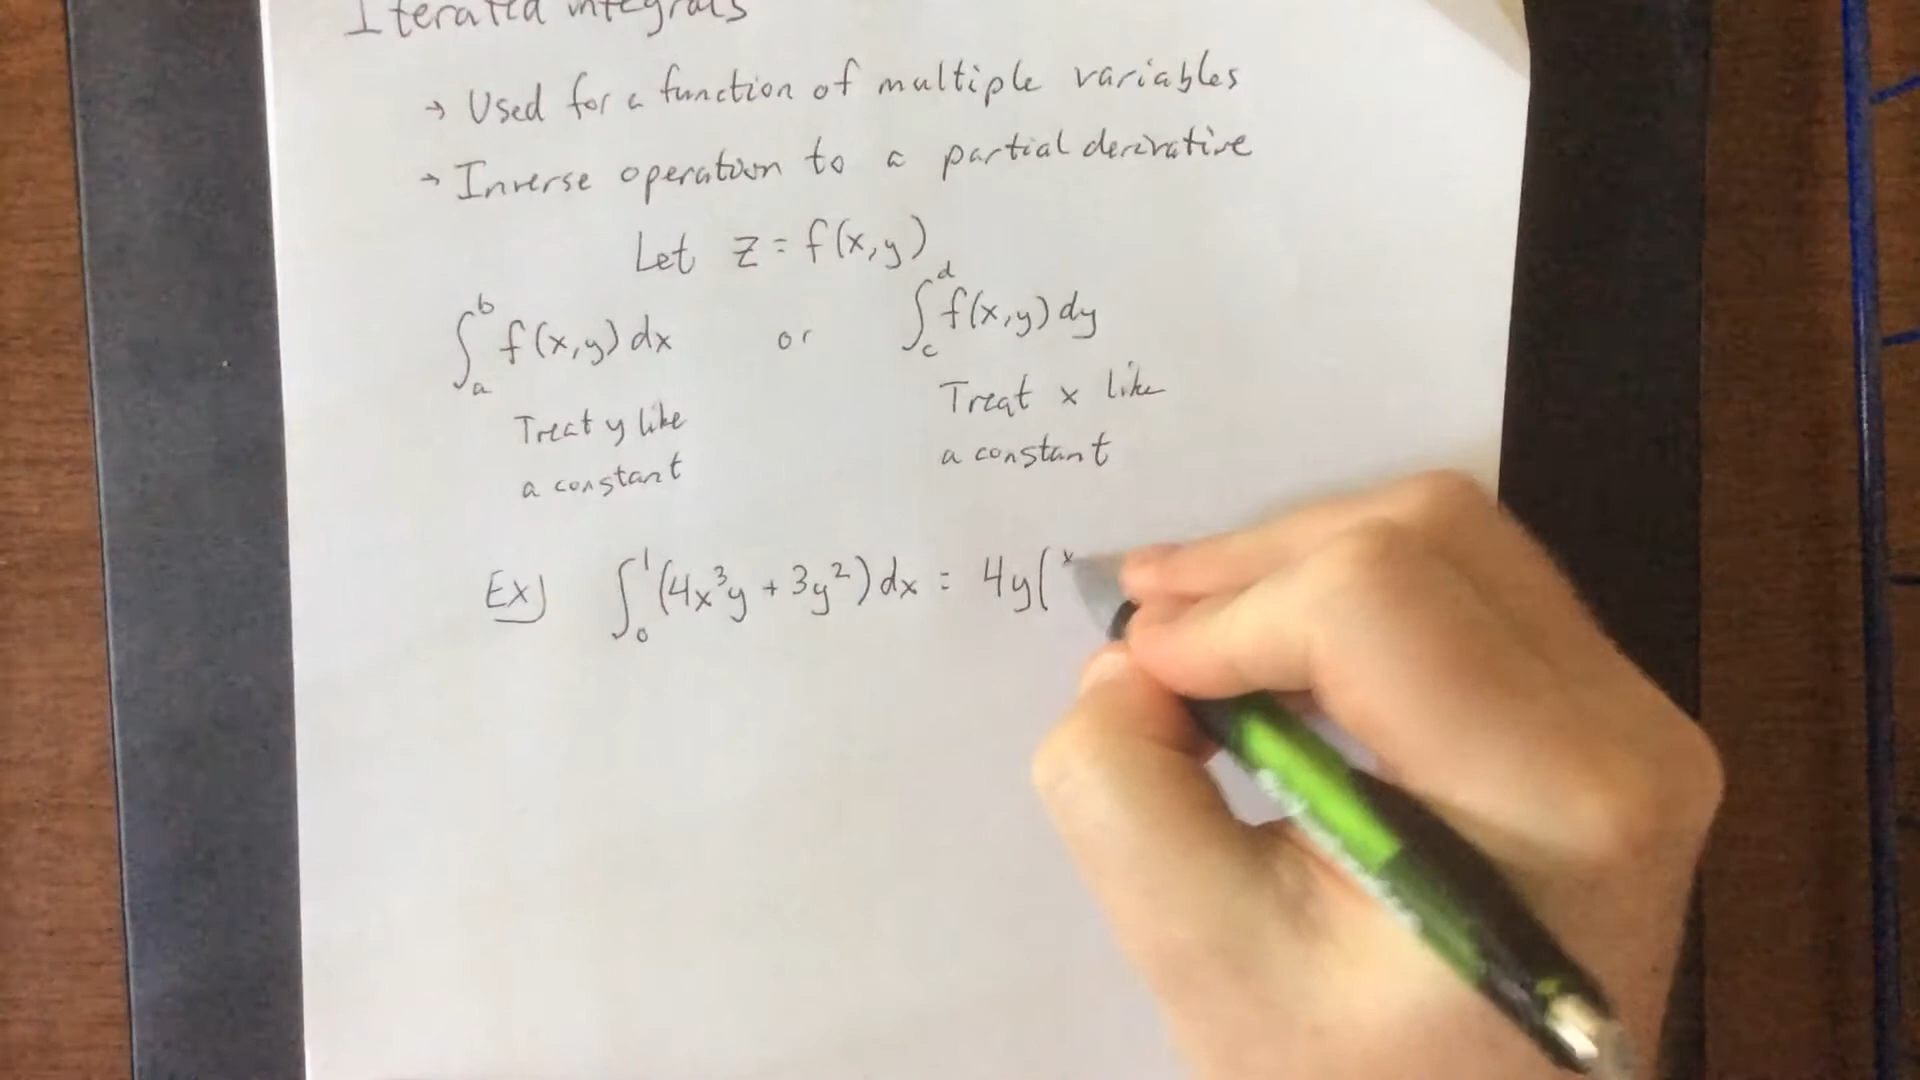 Iterated integrals
→ Used for a function of multiple variables
→ Inverse operation to a partial derivative
Let z = f(x,y)
∫_a^b f(x,y) dx or ∫_c^d f(x,y) dy
Treat y like a constant
Treat x like a constant
Ex) ∫_0^1 (4x³y + 3y²) dx = 4y( x